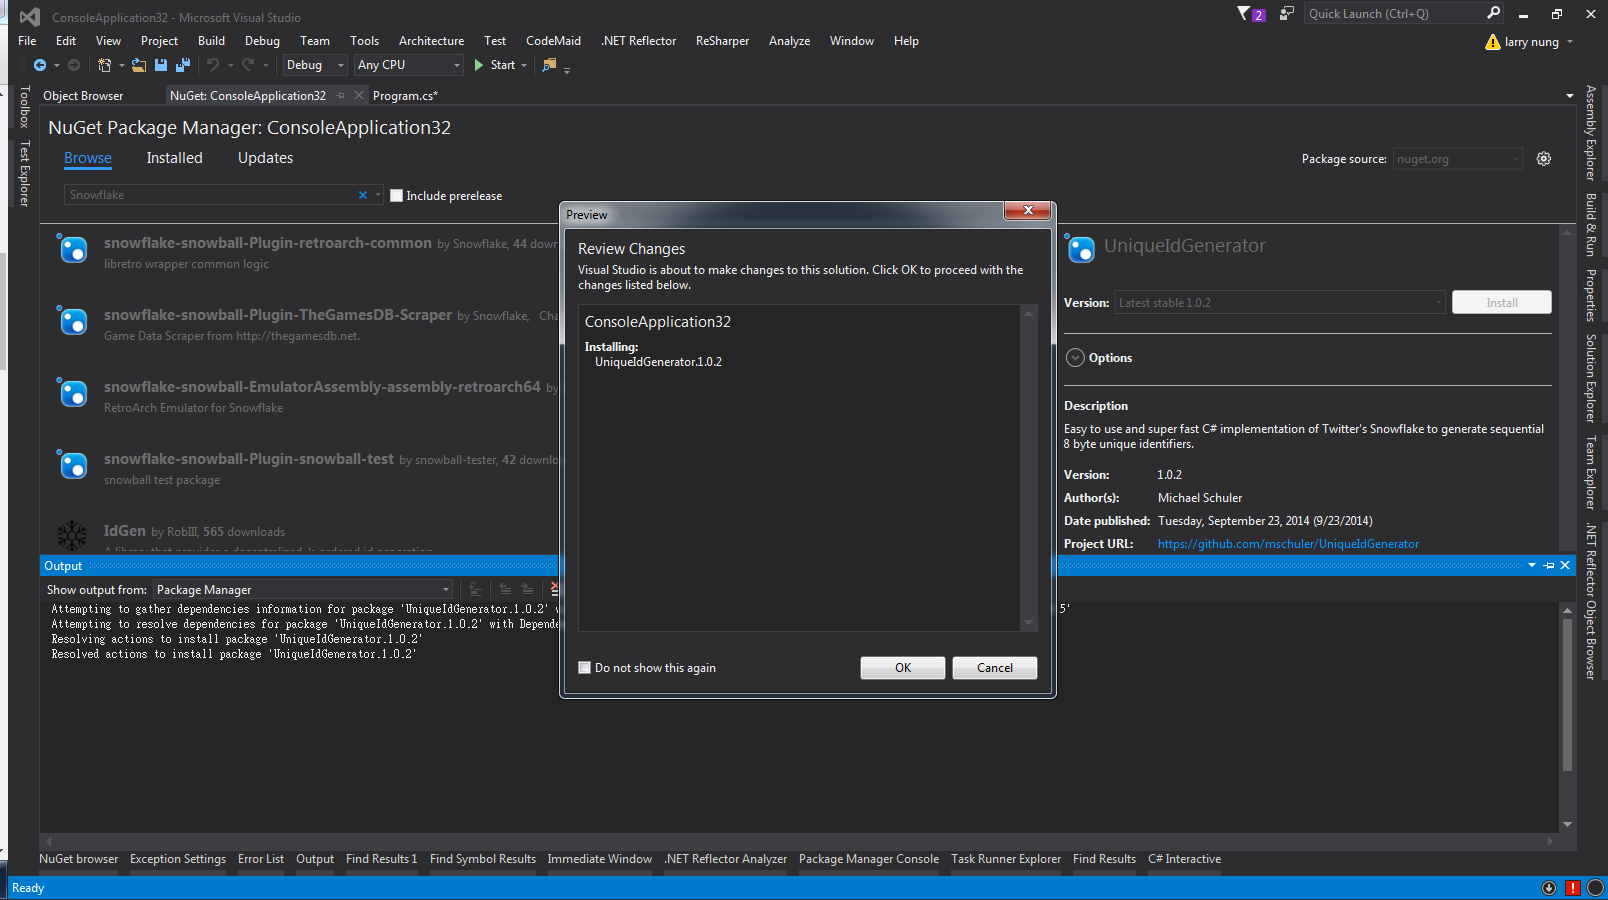 ConsoleApplication32 - Microsoft Visual Studio
2
Quick Launch (Ctrl+Q)
File Edit View Project Build Debug Team Tools Architecture Test CodeMaid .NET Reflector ReSharper Analyze Window Help
larry nung
Debug Any CPU Start
Toolbox
Test Explorer
Object Browser NuGet: ConsoleApplication32 Program.cs*
NuGet Package Manager: ConsoleApplication32
Browse Installed Updates
Package source: nuget.org
Snowflake
Include prerelease
snowflake-snowball-Plugin-retroarch-common by Snowflake, 44
libretro wrapper common logic
snowflake-snowball-Plugin-TheGamesDB-Scraper by Snowflake,
Game Data Scraper from http://thegamesdb.net.
snowflake-snowball-EmulatorAssembly-assembly-retroarch64 by
RetroArch Emulator for Snowflake
snowflake-snowball-Plugin-snowball-test by snowball-tester, 42
snowball test package
IdGen by RobIII, 565 downloads
A library that provides a decentralized, k-ordered id generation
Preview
Review Changes
Visual Studio is about to make changes to this solution. Click OK to proceed with the
changes listed below.
ConsoleApplication32
Installing:
UniqueIdGenerator.1.0.2
Do not show this again
OK
Cancel
UniqueIdGenerator
Version: Latest stable 1.0.2
Install
Options
Description
Easy to use and super fast C# implementation of Twitter's Snowflake to generate sequential
8 byte unique identifiers.
Version: 1.0.2
Author(s): Michael Schuler
Date published: Tuesday, September 23, 2014 (9/23/2014)
Project URL: https://github.com/mschuler/UniqueIdGenerator
Assembly Explorer
Build & Run
Properties
Solution Explorer
Team Explorer
.NET Reflector Object Browser
Output
Show output from: Package Manager
Attempting to gather dependencies information for package 'UniqueIdGenerator.1.0.2' 5'
Attempting to resolve dependencies for package 'UniqueIdGenerator.1.0.2' with
Resolving actions to install package 'UniqueIdGenerator.1.0.2'
Resolved actions to install package 'UniqueIdGenerator.1.0.2'
NuGet browser Exception Settings Error List Output Find Results 1 Find Symbol Results Immediate Window .NET Reflector Analyzer Package Manager Console Task Runner Explorer Find Results C# Interactive
Ready